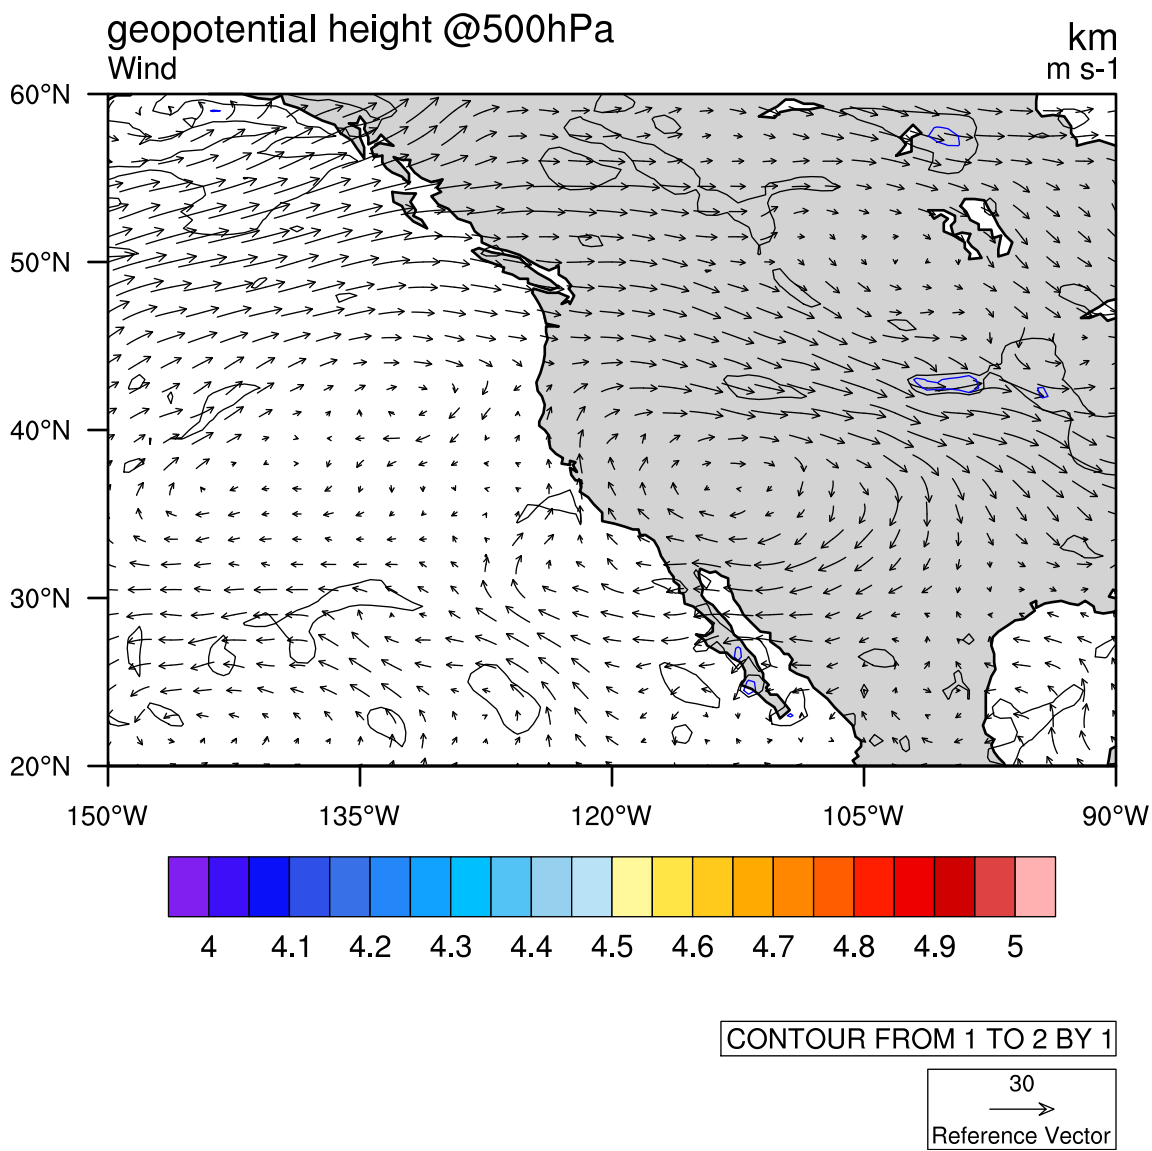 geopotential height @500hPa
km
Wind
m s-1
60°N
50°N
40°N
30°N
20°N
150°W 135°W 120°W 105°W 90°W
4 4.1 4.2 4.3 4.4 4.5 4.6 4.7 4.8 4.9 5
CONTOUR FROM 1 TO 2 BY 1
30
Reference Vector